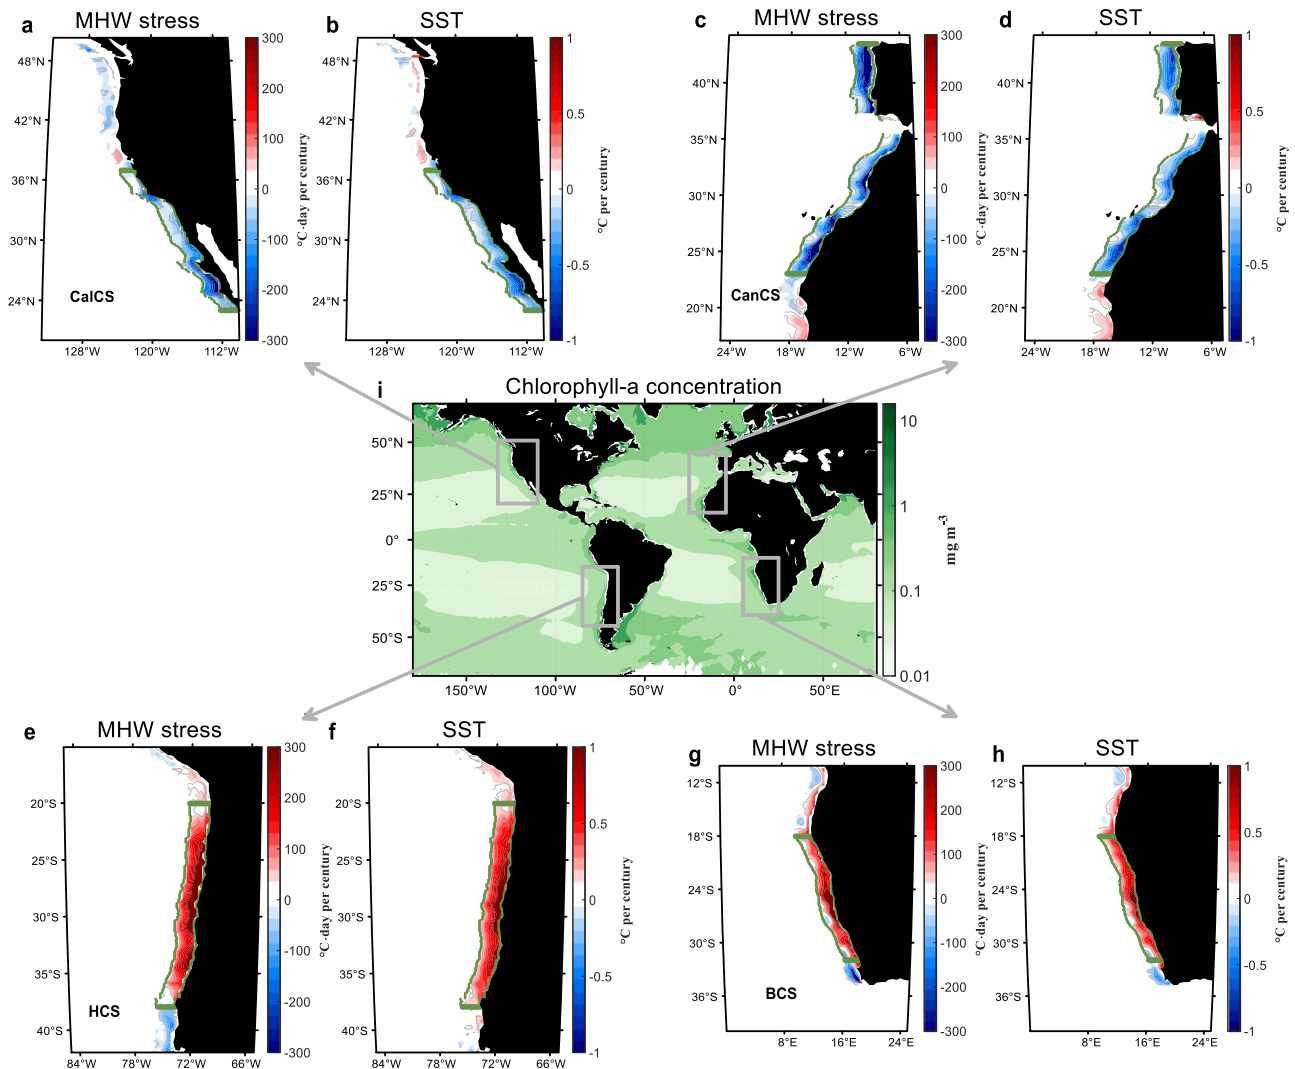 a MHW stress
b SST
c MHW stress
d SST
48°N
42°N
36°N
30°N
24°N
128°W 120°W 112°W
CalCS
300
200
100
0
-100
-200
-300
°C·day per century
48°N
42°N
36°N
30°N
24°N
128°W 120°W 112°W
1
0.5
0
-0.5
-1
°C per century
40°N
35°N
30°N
25°N
20°N
24°W 18°W 12°W 6°W
CanCS
300
200
100
0
-100
-200
-300
°C·day per century
40°N
35°N
30°N
25°N
20°N
24°W 18°W 12°W 6°W
1
0.5
0
-0.5
-1
°C per century
i Chlorophyll-a concentration
50°N
25°N
0°
25°S
50°S
150°W 100°W 50°W 0° 50°E
10
1
0.1
0.01
mg m-3
e MHW stress
f SST
g MHW stress
h SST
20°S
25°S
30°S
35°S
40°S
84°W 78°W 72°W 66°W
HCS
300
200
100
0
-100
-200
-300
°C·day per century
20°S
25°S
30°S
35°S
40°S
84°W 78°W 72°W 66°W
1
0.5
0
-0.5
-1
°C per century
12°S
18°S
24°S
30°S
36°S
8°E 16°E 24°E
BCS
300
200
100
0
-100
-200
-300
°C·day per century
12°S
18°S
24°S
30°S
36°S
8°E 16°E 24°E
1
0.5
0
-0.5
-1
°C per century